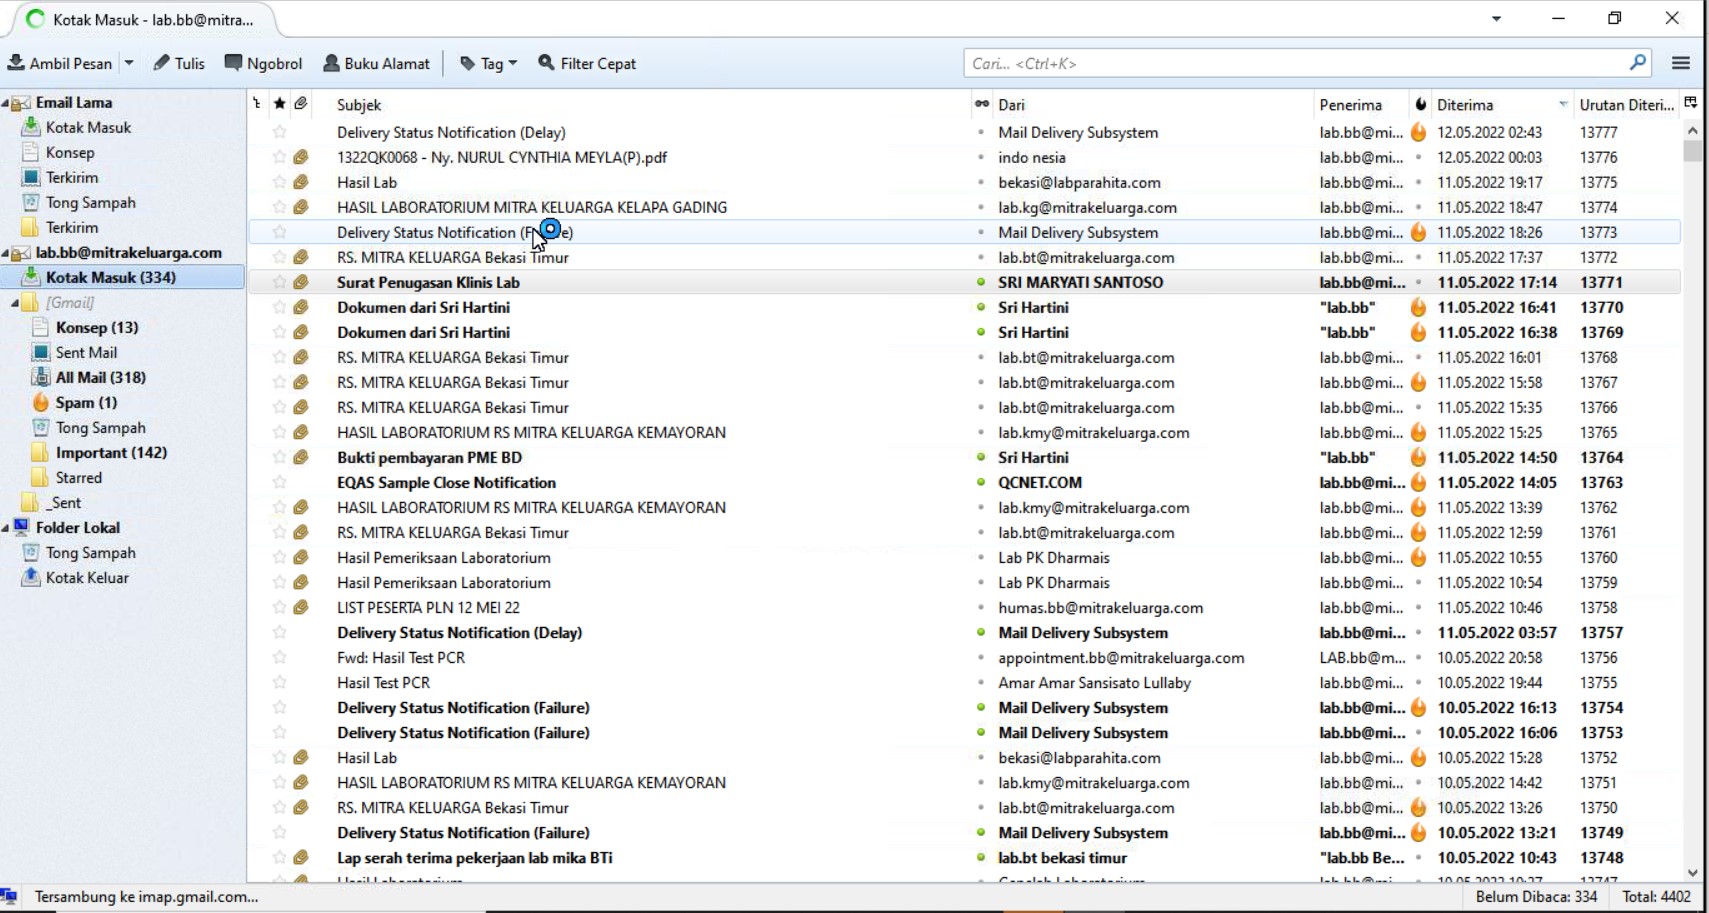 Kotak Masuk - lab.bb@mitra...
Ambil Pesan Tulis Ngobrol Buku Alamat Tag Filter Cepat Cari... <Ctrl+K>
Email Lama
Kotak Masuk
Konsep
Terkirim
Tong Sampah
Terkirim
lab.bb@mitrakeluarga.com
Kotak Masuk (334)
[Gmail]
Konsep (13)
Sent Mail
All Mail (318)
Spam (1)
Tong Sampah
Important (142)
Starred
_Sent
Folder Lokal
Tong Sampah
Kotak Keluar
Subjek Dari Penerima Diterima Urutan Diteri...
Delivery Status Notification (Delay) Mail Delivery Subsystem lab.bb@mi... 12.05.2022 02:43 13777
1322QK0068 - Ny. NURUL CYNTHIA MEYLA(P).pdf indo nesia lab.bb@mi... 12.05.2022 00:03 13776
Hasil Lab bekasi@labparahita.com lab.bb@mi... 11.05.2022 19:17 13775
HASIL LABORATORIUM MITRA KELUARGA KELAPA GADING lab.kg@mitrakeluarga.com lab.bb@mi... 11.05.2022 18:47 13774
Delivery Status Notification Mail Delivery Subsystem lab.bb@mi... 11.05.2022 18:26 13773
RS. MITRA KELUARGA Bekasi Timur lab.bt@mitrakeluarga.com lab.bb@mi... 11.05.2022 17:37 13772
Surat Penugasan Klinis Lab SRI MARYATI SANTOSO lab.bb@mi... 11.05.2022 17:14 13771
Dokumen dari Sri Hartini Sri Hartini "lab.bb" 11.05.2022 16:41 13770
Dokumen dari Sri Hartini Sri Hartini "lab.bb" 11.05.2022 16:38 13769
RS. MITRA KELUARGA Bekasi Timur lab.bt@mitrakeluarga.com lab.bb@mi... 11.05.2022 16:01 13768
RS. MITRA KELUARGA Bekasi Timur lab.bt@mitrakeluarga.com lab.bb@mi... 11.05.2022 15:58 13767
RS. MITRA KELUARGA Bekasi Timur lab.bt@mitrakeluarga.com lab.bb@mi... 11.05.2022 15:35 13766
HASIL LABORATORIUM RS MITRA KELUARGA KEMAYORAN lab.kmy@mitrakeluarga.com lab.bb@mi... 11.05.2022 15:25 13765
Bukti pembayaran PME BD Sri Hartini "lab.bb" 11.05.2022 14:50 13764
EQAS Sample Close Notification QCNET.COM lab.bb@mi... 11.05.2022 14:05 13763
HASIL LABORATORIUM RS MITRA KELUARGA KEMAYORAN lab.kmy@mitrakeluarga.com lab.bb@mi... 11.05.2022 13:39 13762
RS. MITRA KELUARGA Bekasi Timur lab.bt@mitrakeluarga.com lab.bb@mi... 11.05.2022 12:59 13761
Hasil Pemeriksaan Laboratorium Lab PK Dharmais lab.bb@mi... 11.05.2022 10:55 13760
Hasil Pemeriksaan Laboratorium Lab PK Dharmais lab.bb@mi... 11.05.2022 10:54 13759
LIST PESERTA PLN 12 MEI 22 humas.bb@mitrakeluarga.com lab.bb@mi... 11.05.2022 10:46 13758
Delivery Status Notification (Delay) Mail Delivery Subsystem lab.bb@mi... 11.05.2022 03:57 13757
Fwd: Hasil Test PCR appointment.bb@mitrakeluarga.com LAB.bb@m... 10.05.2022 20:58 13756
Hasil Test PCR Amar Amar Sansisato Lullaby lab.bb@mi... 10.05.2022 19:44 13755
Delivery Status Notification (Failure) Mail Delivery Subsystem lab.bb@mi... 10.05.2022 16:13 13754
Delivery Status Notification (Failure) Mail Delivery Subsystem lab.bb@mi... 10.05.2022 16:06 13753
Hasil Lab bekasi@labparahita.com lab.bb@mi... 10.05.2022 15:28 13752
HASIL LABORATORIUM RS MITRA KELUARGA KEMAYORAN lab.kmy@mitrakeluarga.com lab.bb@mi... 10.05.2022 14:42 13751
RS. MITRA KELUARGA Bekasi Timur lab.bt@mitrakeluarga.com lab.bb@mi... 10.05.2022 13:26 13750
Delivery Status Notification (Failure) Mail Delivery Subsystem lab.bb@mi... 10.05.2022 13:21 13749
Lap serah terima pekerjaan lab mika BTi lab.bt bekasi timur "lab.bb Be... 10.05.2022 10:43 13748
Tersambung ke imap.gmail.com... Belum Dibaca: 334 Total: 4402